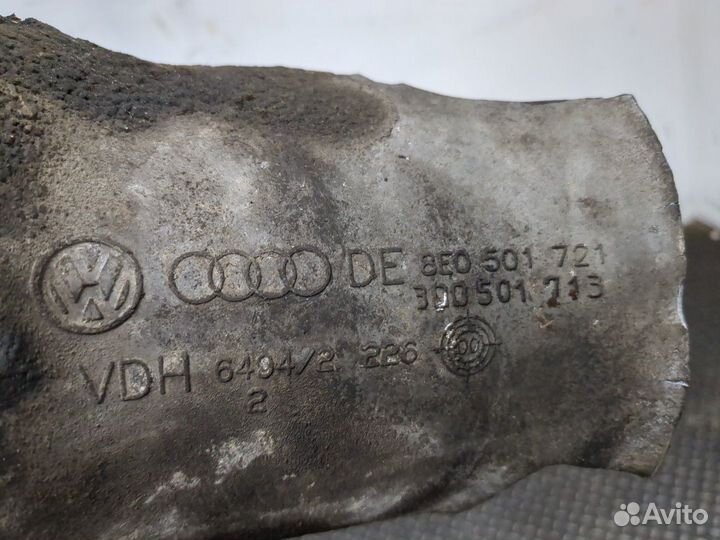 DE 8E0 501 721
3D0 501 713
VDH 6404/2 226
2
Avito